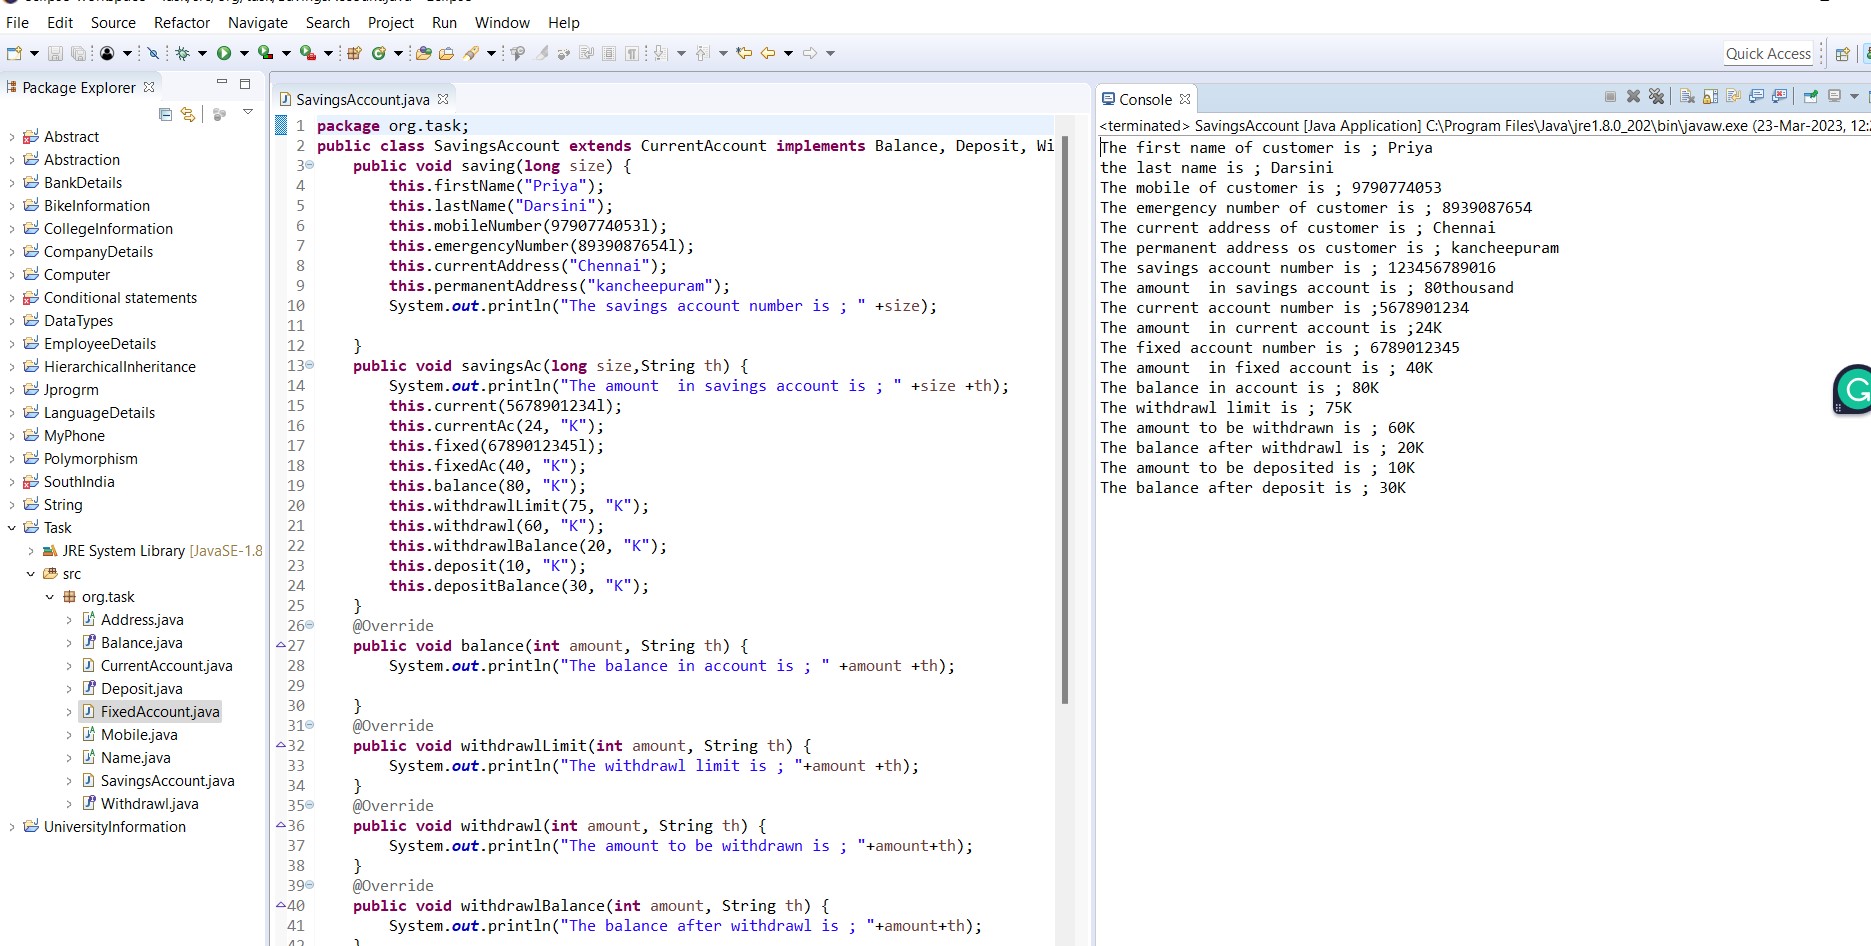 File Edit Source Refactor Navigate Search Project Run Window Help
Quick Access
Package Explorer
Abstract
Abstraction
BankDetails
BikeInformation
CollegeInformation
CompanyDetails
Computer
Conditional statements
DataTypes
EmployeeDetails
HierarchicalInheritance
Jprogrm
LanguageDetails
MyPhone
Polymorphism
SouthIndia
String
Task
JRE System Library [JavaSE-1.8
src
org.task
Address.java
Balance.java
CurrentAccount.java
Deposit.java
FixedAccount.java
Mobile.java
Name.java
SavingsAccount.java
Withdrawl.java
UniversityInformation
SavingsAccount.java
1 package org.task;
2 public class SavingsAccount extends CurrentAccount implements Balance, Deposit, Wi
3 public void saving(long size) {
4 this.firstName("Priya");
5 this.lastName("Darsini");
6 this.mobileNumber(9790774053l);
7 this.emergencyNumber(8939087654l);
8 this.currentAddress("Chennai");
9 this.permanentAddress("kancheepuram");
10 System.out.println("The savings account number is ; " +size);
11
12 }
13 public void savingsAc(long size,String th) {
14 System.out.println("The amount  in savings account is ; " +size +th);
15 this.current(5678901234l);
16 this.currentAc(24, "K");
17 this.fixed(6789012345l);
18 this.fixedAc(40, "K");
19 this.balance(80, "K");
20 this.withdrawlLimit(75, "K");
21 this.withdrawl(60, "K");
22 this.withdrawlBalance(20, "K");
23 this.deposit(10, "K");
24 this.depositBalance(30, "K");
25 }
26 @Override
27 public void balance(int amount, String th) {
28 System.out.println("The balance in account is ; " +amount +th);
29
30 }
31 @Override
32 public void withdrawlLimit(int amount, String th) {
33 System.out.println("The withdrawl limit is ; "+amount +th);
34 }
35 @Override
36 public void withdrawl(int amount, String th) {
37 System.out.println("The amount to be withdrawn is ; "+amount+th);
38 }
39 @Override
40 public void withdrawlBalance(int amount, String th) {
41 System.out.println("The balance after withdrawl is ; "+amount+th);
42 }
Console
<terminated> SavingsAccount [Java Application] C:\Program Files\Java\jre1.8.0_202\bin\javaw.exe (23-Mar-2023, 12:
The first name of customer is ; Priya
the last name is ; Darsini
The mobile of customer is ; 9790774053
The emergency number of customer is ; 8939087654
The current address of customer is ; Chennai
The permanent address os customer is ; kancheepuram
The savings account number is ; 123456789016
The amount  in savings account is ; 80thousand
The current account number is ;5678901234
The amount  in current account is ;24K
The fixed account number is ; 6789012345
The amount  in fixed account is ; 40K
The balance in account is ; 80K
The withdrawl limit is ; 75K
The amount to be withdrawn is ; 60K
The balance after withdrawl is ; 20K
The amount to be deposited is ; 10K
The balance after deposit is ; 30K